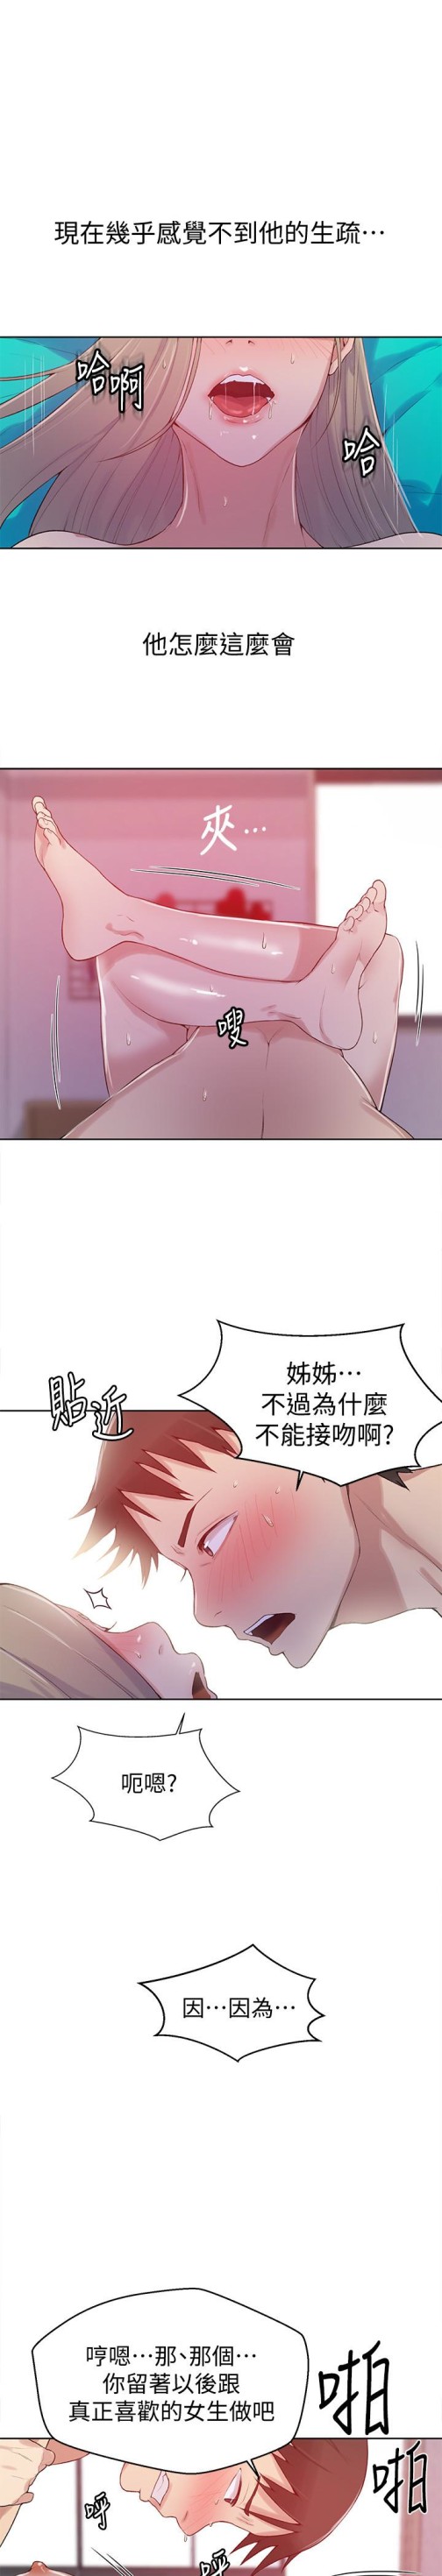 現在幾乎感覺不到他的生疏⋯
哈啊
哈
他怎麼這麼會
夾⋯
嗖
姊姊⋯
不過為什麼
不能接吻啊?
貼近
呃嗯?
因⋯因為⋯
哼嗯⋯那、那個⋯
你留著以後跟
真正喜歡的女生做吧
啪
啪
呼
呼